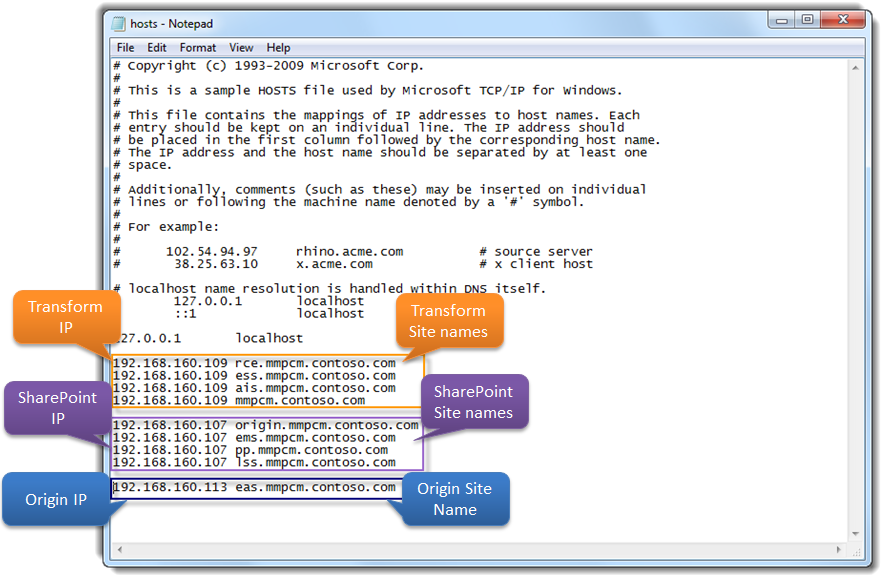 hosts - Notepad
File Edit Format View Help
# Copyright (c) 1993-2009 Microsoft Corp.
#
# This is a sample HOSTS file used by Microsoft TCP/IP for Windows.
#
# This file contains the mappings of IP addresses to host names. Each
# entry should be kept on an individual line. The IP address should
# be placed in the first column followed by the corresponding host name.
# The IP address and the host name should be separated by at least one
# space.
#
# Additionally, comments (such as these) may be inserted on individual
# lines or following the machine name denoted by a '#' symbol.
#
# For example:
#
# 102.54.94.97 rhino.acme.com # source server
# 38.25.63.10 x.acme.com # x client host
# localhost name resolution is handled within DNS itself.
127.0.0.1 localhost
::1 localhost
Transform
IP
Transform
Site names
27.0.0.1 localhost
192.168.160.109 rce.mmpcm.contoso.com
192.168.160.109 ess.mmpcm.contoso.com
192.168.160.109 ais.mmpcm.contoso.com
192.168.160.109 mmpcm.contoso.com
SharePoint
IP
SharePoint
Site names
192.168.160.107 origin.mmpcm.contoso.com
192.168.160.107 ems.mmpcm.contoso.com
192.168.160.107 pp.mmpcm.contoso.com
192.168.160.107 lss.mmpcm.contoso.com
Origin IP
192.168.160.113 eas.mmpcm.contoso.com
Origin Site
Name